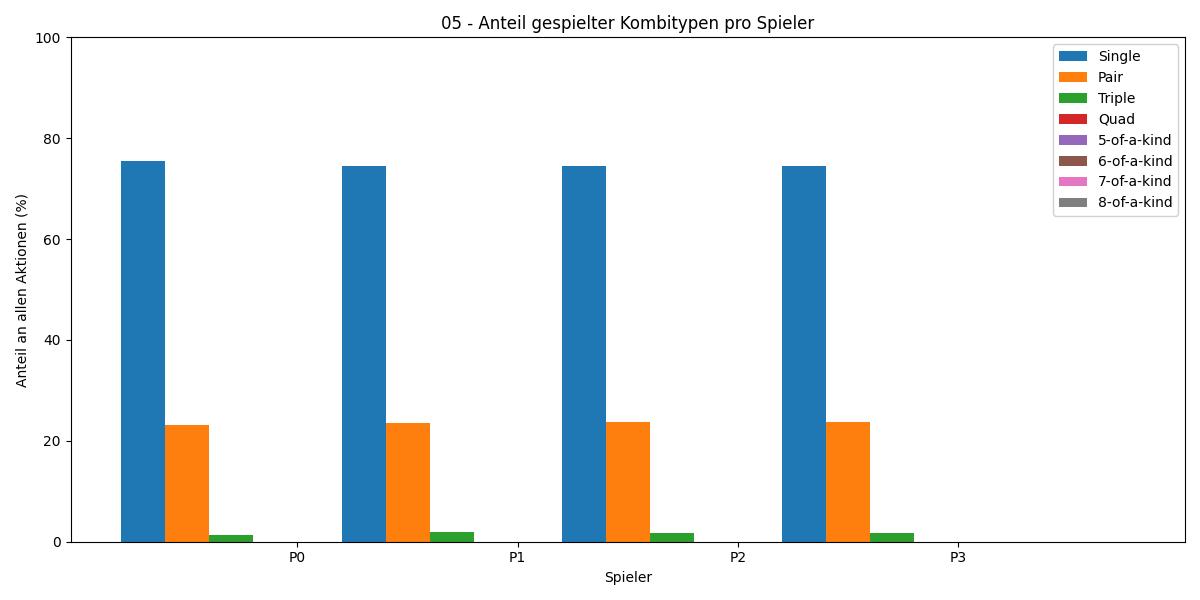 05 - Anteil gespielter Kombitypen pro Spieler
100
80
60
40
20
0
Anteil an allen Aktionen (%)
Single
Pair
Triple
Quad
5-of-a-kind
6-of-a-kind
7-of-a-kind
8-of-a-kind
P0 P1 P2 P3
Spieler